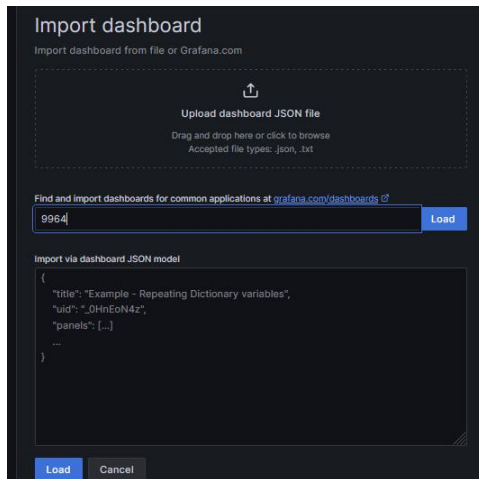 Import dashboard
Import dashboard from file or Grafana.com
Upload dashboard JSON file
Drag and drop here or click to browse
Accepted file types: .json, .txt
Find and import dashboards for common applications at grafana.com/dashboards
9964
Load
Import via dashboard JSON model
{
"title": "Example - Repeating Dictionary variables",
"uid": "_0HnEoN4z",
"panels": [...]
...
}
Load
Cancel